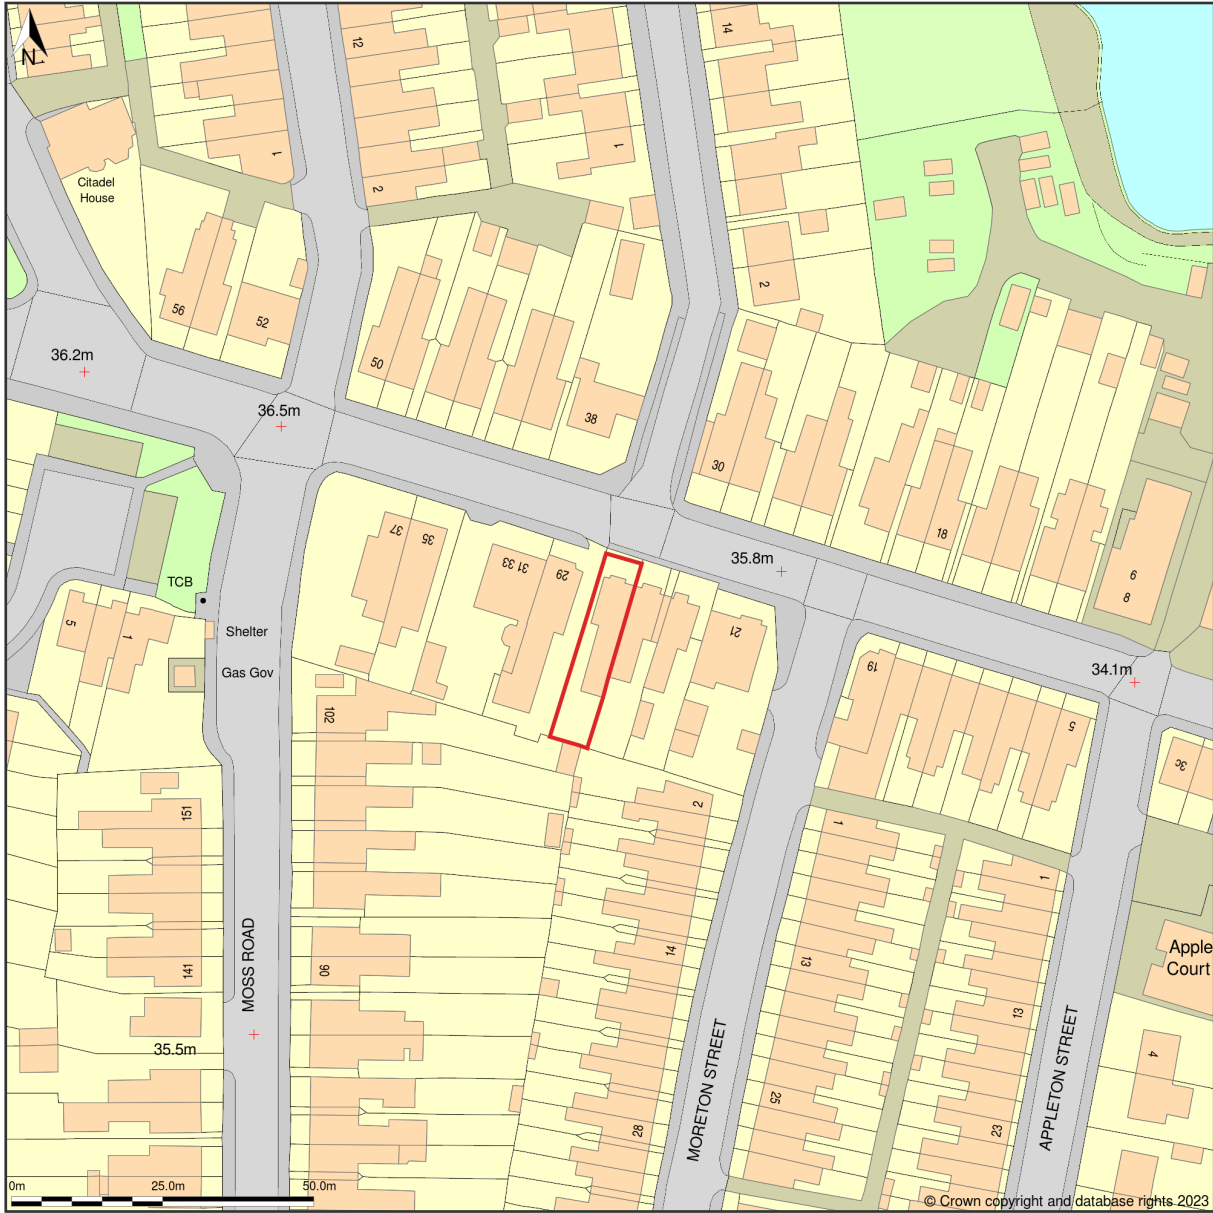 12
14
N
1
1
Citadel
House
2
2
56
52
36.2m
50
36.5m
38
30
18
37
35
31 33
29
35.8m
6
8
TCB
5
1
Shelter
21
Gas Gov
19
34.1m
102
5
3c
151
2
1
1
MOSS ROAD
141
90
14
13
Apple
Court
13
35.5m
MORETON STREET
APPLETON STREET
4
25
28
23
0m
25.0m
50.0m
© Crown copyright and database rights 2023